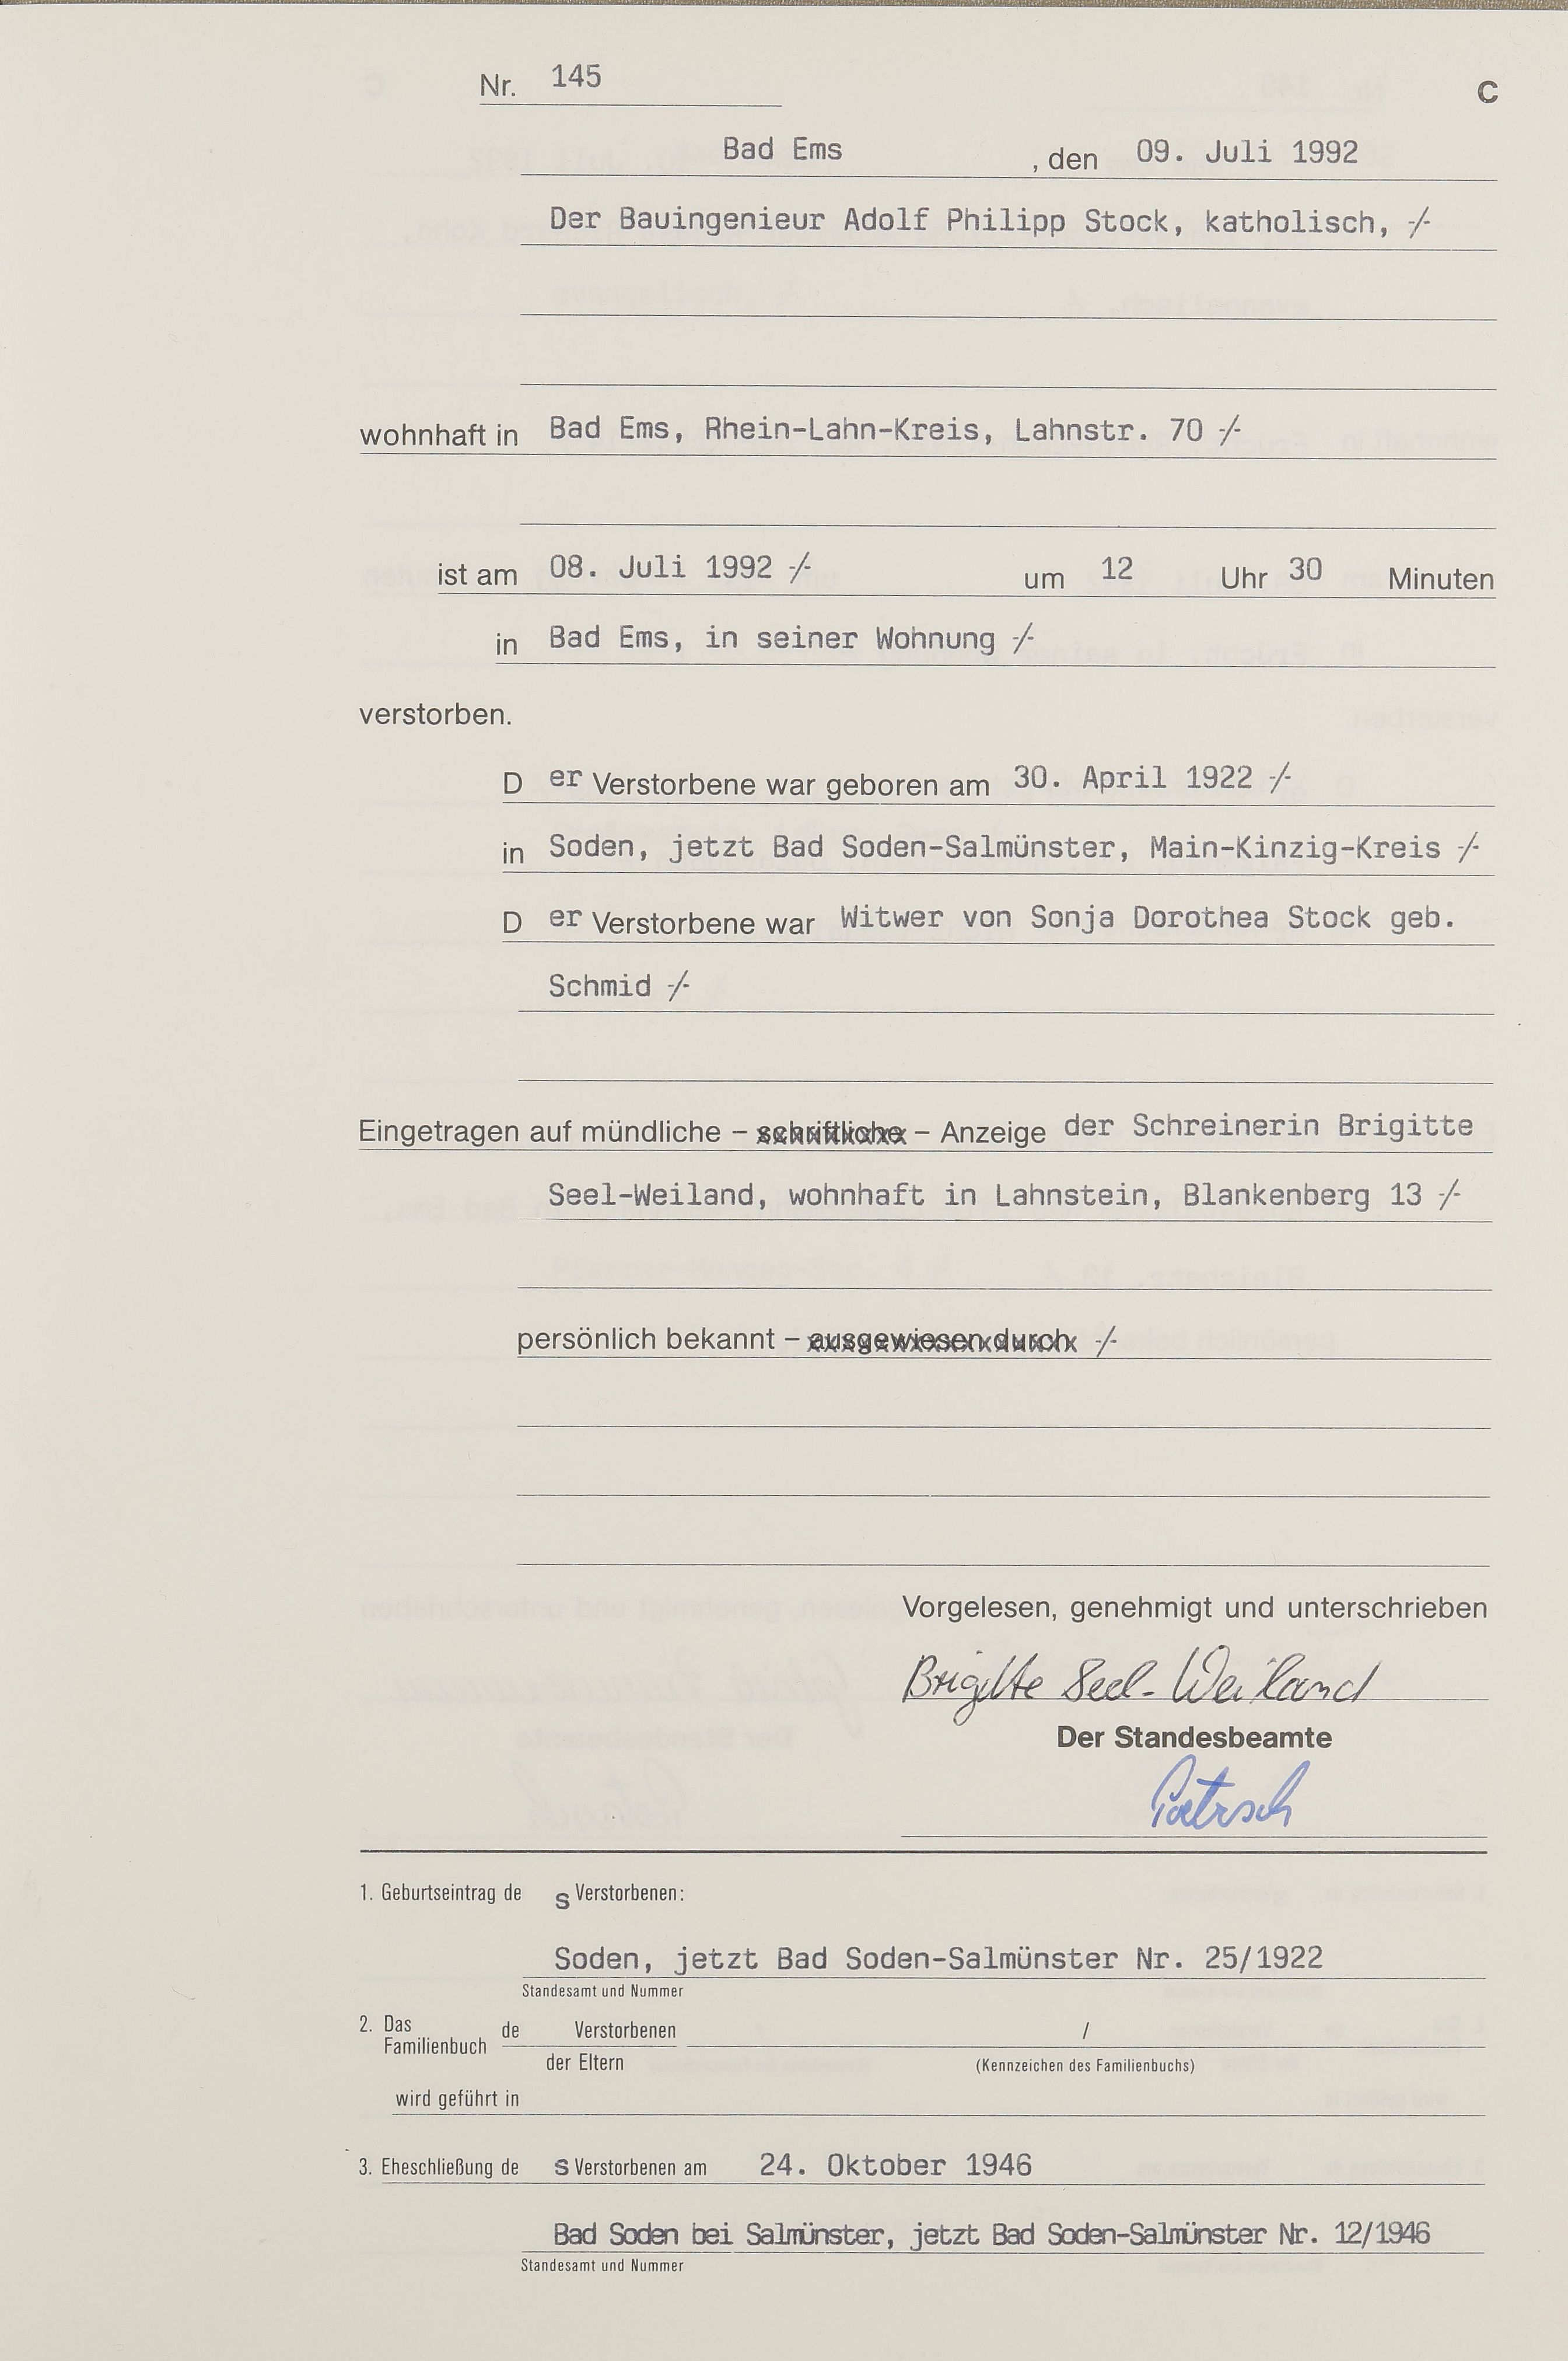 Nr. 145
C
Bad Ems , den 09. Juli 1992
Der Bauingenieur Adolf Philipp Stock, katholisch, -/-
wohnhaft in Bad Ems, Rhein-Lahn-Kreis, Lahnstr. 70 -/-
ist am 08. Juli 1992 -/- um 12 Uhr 30 Minuten
in Bad Ems, in seiner Wohnung -/-
verstorben.
D er Verstorbene war geboren am 30. April 1922 -/-
in Soden, jetzt Bad Soden-Salmünster, Main-Kinzig-Kreis -/-
D er Verstorbene war Witwer von Sonja Dorothea Stock geb.
Schmid -/-
Eingetragen auf mündliche – schriftliche – Anzeige der Schreinerin Brigitte
Seel-Weiland, wohnhaft in Lahnstein, Blankenberg 13 -/-
persönlich bekannt – ausgewiesen durch -/-
Vorgelesen, genehmigt und unterschrieben
Brigitte Seel-Weiland
Der Standesbeamte
1. Geburtseintrag de s Verstorbenen:
Soden, jetzt Bad Soden-Salmünster Nr. 25/1922
Standesamt und Nummer
2. Das Familienbuch de Verstorbenen /
der Eltern (Kennzeichen des Familienbuchs)
wird geführt in
3. Eheschließung de s Verstorbenen am 24. Oktober 1946
Bad Soden bei Salmünster, jetzt Bad Soden-Salmünster Nr. 12/1946
Standesamt und Nummer